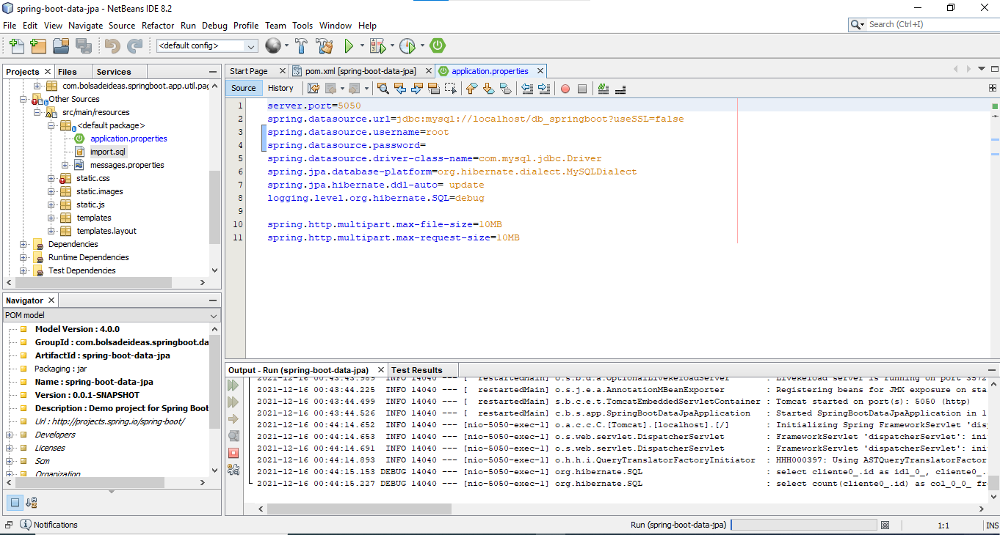 spring-boot-data-jpa - NetBeans IDE 8.2
File Edit View Navigate Source Refactor Run Debug Profile Team Tools Window Help
Search (Ctrl+I)
<default config>
Projects Files Services
com.bolsadeideas.springboot.app.util.pag
Other Sources
src/main/resources
<default package>
application.properties
import.sql
messages.properties
static.css
static.images
static.js
templates
templates.layout
Dependencies
Runtime Dependencies
Test Dependencies
Navigator
POM model
Model Version : 4.0.0
GroupId : com.bolsadeideas.springboot.da
ArtifactId : spring-boot-data-jpa
Packaging : jar
Name : spring-boot-data-jpa
Version : 0.0.1-SNAPSHOT
Description : Demo project for Spring Boot
Url : http://projects.spring.io/spring-boot/
Developers
Licenses
Scm
Organization
Start Page pom.xml [spring-boot-data-jpa] application.properties
Source History
1 server.port=5050
2 spring.datasource.url=jdbc:mysql://localhost/db_springboot?useSSL=false
3 spring.datasource.username=root
4 spring.datasource.password=
5 spring.datasource.driver-class-name=com.mysql.jdbc.Driver
6 spring.jpa.database-platform=org.hibernate.dialect.MySQLDialect
7 spring.jpa.hibernate.ddl-auto= update
8 logging.level.org.hibernate.SQL=debug
9
10 spring.http.multipart.max-file-size=10MB
11 spring.http.multipart.max-request-size=10MB
Output - Run (spring-boot-data-jpa) Test Results
2021-12-16 00:43:43.989 INFO 14040 --- [ restartedMain] o.s.b.d.a.OptionalLiveReloadServer : LiveReload server is running on port 35729
2021-12-16 00:43:44.225 INFO 14040 --- [ restartedMain] o.s.j.e.a.AnnotationMBeanExporter : Registering beans for JMX exposure on sta
2021-12-16 00:43:44.499 INFO 14040 --- [ restartedMain] s.b.c.e.t.TomcatEmbeddedServletContainer : Tomcat started on port(s): 5050 (http)
2021-12-16 00:43:44.526 INFO 14040 --- [ restartedMain] c.b.s.app.SpringBootDataJpaApplication : Started SpringBootDataJpaApplication in 1
2021-12-16 00:44:14.652 INFO 14040 --- [nio-5050-exec-1] o.a.c.c.C.[Tomcat].[localhost].[/] : Initializing Spring FrameworkServlet 'disp
2021-12-16 00:44:14.653 INFO 14040 --- [nio-5050-exec-1] o.s.web.servlet.DispatcherServlet : FrameworkServlet 'dispatcherServlet': ini
2021-12-16 00:44:14.691 INFO 14040 --- [nio-5050-exec-1] o.s.web.servlet.DispatcherServlet : FrameworkServlet 'dispatcherServlet': ini
2021-12-16 00:44:14.893 INFO 14040 --- [nio-5050-exec-1] o.h.h.i.QueryTranslatorFactoryInitiator : HHH000397: Using ASTQueryTranslatorFactor
2021-12-16 00:44:15.153 DEBUG 14040 --- [nio-5050-exec-1] org.hibernate.SQL : select cliente0_.id as id1_0_, cliente0_.
2021-12-16 00:44:15.227 DEBUG 14040 --- [nio-5050-exec-1] org.hibernate.SQL : select count(cliente0_.id) as col_0_0_ fr
Notifications
Run (spring-boot-data-jpa)
1:1
INS